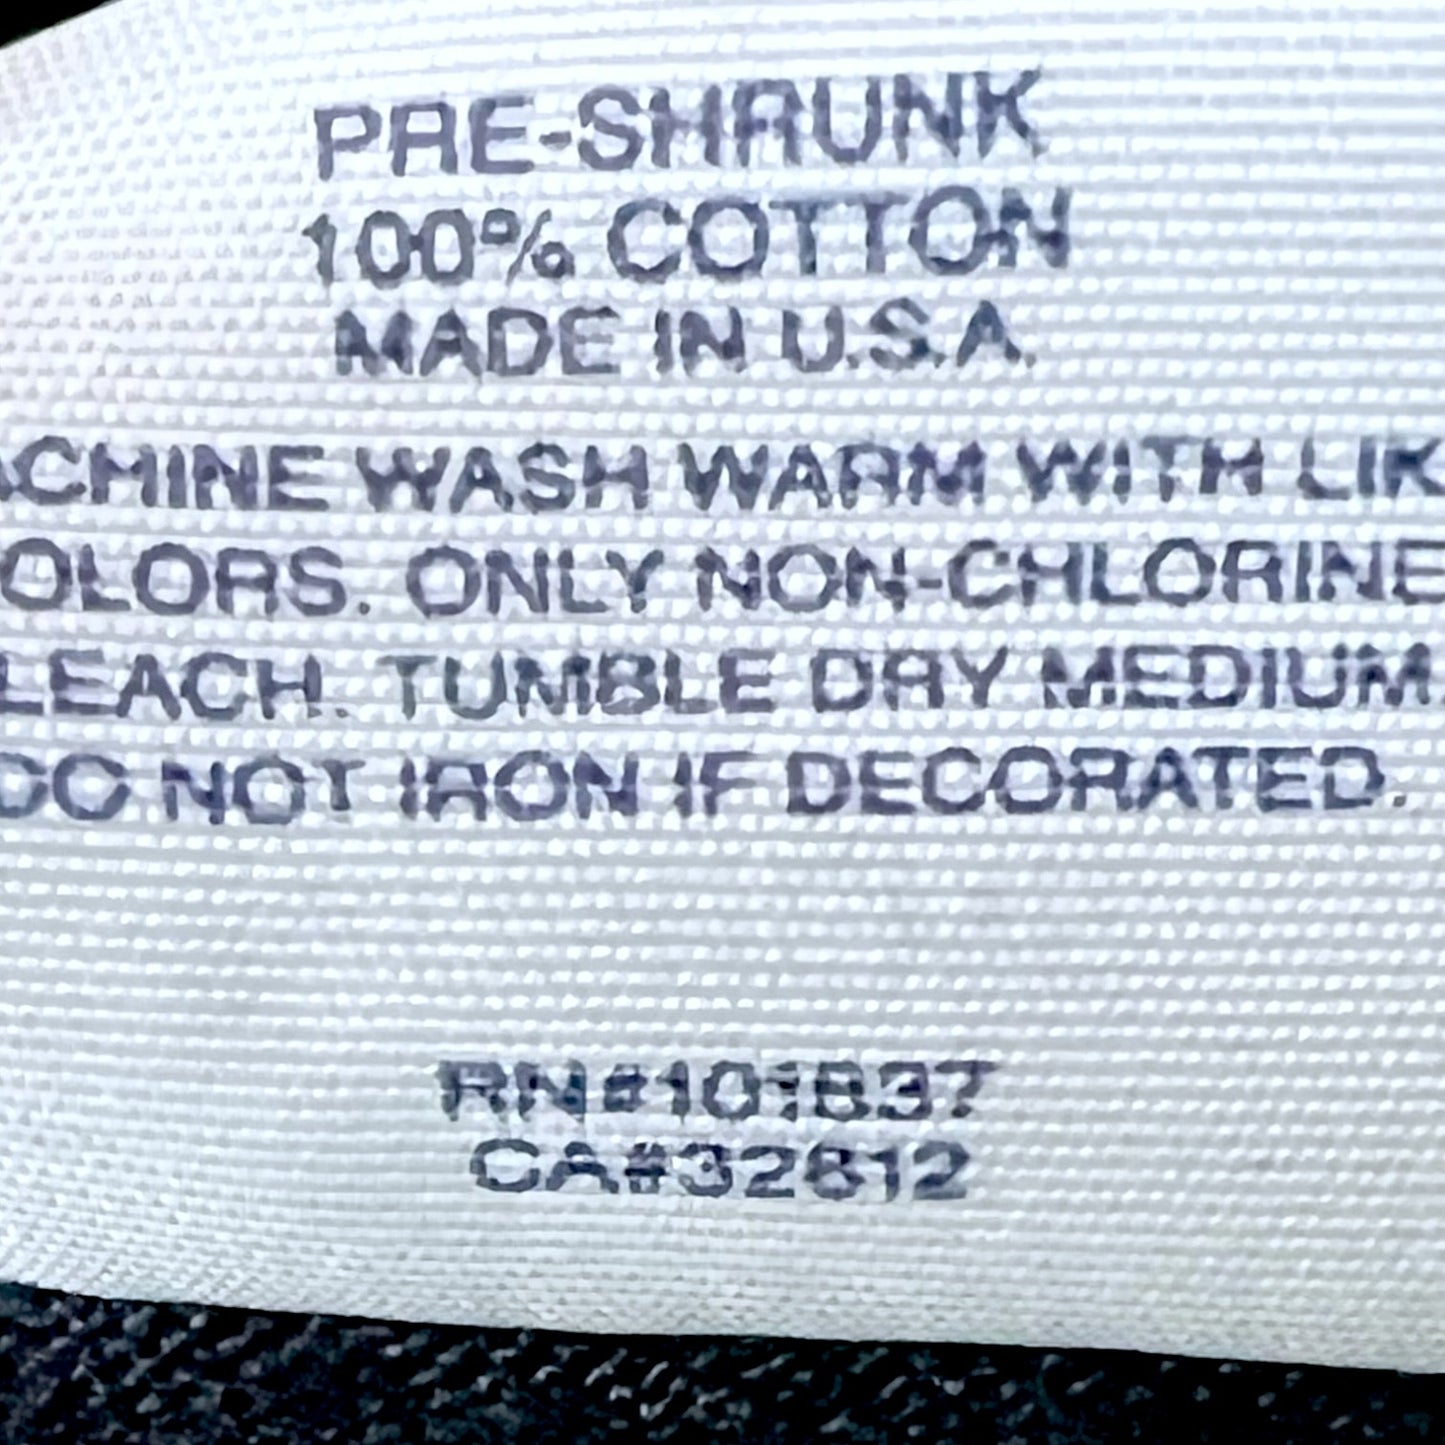 PRE-SHRUNK
100% COTTON
MADE IN U.S.A.
ACHINE WASH WARM WITH LIK
OLORS. ONLY NON-CHLORINE
LEACH. TUMBLE DRY MEDIUM.
DO NOT IRON IF DECORATED.
RN#101837
CA#32612